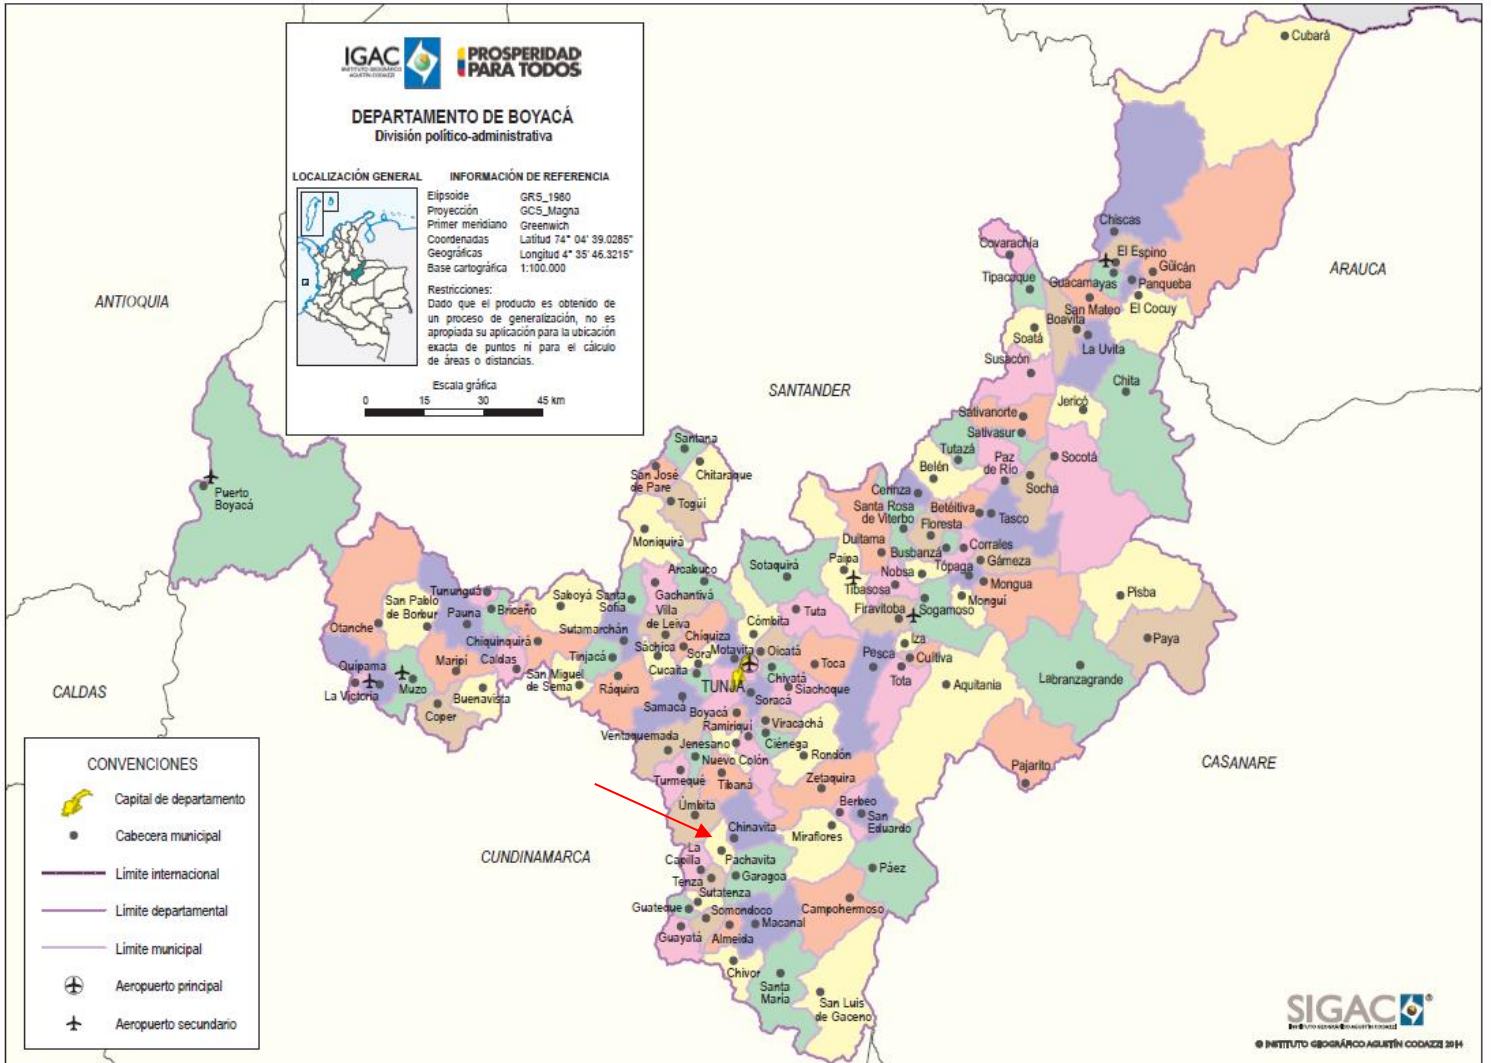 IGAC
INSTITUTO GEOGRÁFICO
AGUSTÍN CODAZZI
PROSPERIDAD
PARA TODOS
DEPARTAMENTO DE BOYACÁ
División político-administrativa
LOCALIZACIÓN GENERAL
INFORMACIÓN DE REFERENCIA
Elipsoide GRS_1980
Proyección GCS_Magna
Primer meridiano Greenwich
Coordenadas Latitud 74° 04' 39.0285"
Geográficas Longitud 4° 35' 46.3215"
Base cartográfica 1:100.000
Restricciones:
Dado que el producto es obtenido de
un proceso de generalización, no es
apropiada su aplicación para la ubicación
exacta de puntos ni para el cálculo
de áreas o distancias.
Escala gráfica
0 15 30 45 km
ANTIOQUIA
SANTANDER
ARAUCA
CALDAS
CUNDINAMARCA
CASANARE
Cubará
Chiscas
El Espino
Güicán
Covarachía
Tipacoque
Guacamayas
Panqueba
San Mateo
El Cocuy
Boavita
Soatá
La Uvita
Susacón
Chita
Jericó
Sativanorte
Sativasur
Tutazá
Paz
de Río
Socotá
Belén
Socha
Cerinza
Santa Rosa
de Viterbo
Betéitiva
Tasco
Floresta
Duitama
Busbanzá
Corrales
Gámeza
Paipa
Nobsa
Tópaga
Mongua
Tibasosa
Monguí
Firavitoba
Sogamoso
Pisba
Paya
Iza
Pesca
Cuitiva
Tota
Aquitania
Labranzagrande
Pajarito
Santana
San José
de Pare
Chitaraque
Togüí
Moniquirá
Arcabuco
Sotaquirá
Gachantivá
Tuta
Puerto
Boyacá
Otanche
San Pablo
de Borbur
Tununguá
Pauna
Briceño
Saboyá
Santa
Sofía
Villa
de Leiva
Chiquinquirá
Sutamarchán
Cómbita
Chíquiza
Motavita
Oicatá
Toca
Quípama
Maripí
Caldas
Tinjacá
Sáchica
Sora
Cucaita
Chivatá
La Victoria
Muzo
Buenavista
San Miguel
de Sema
Ráquira
TUNJA
Siachoque
Coper
Samacá
Soracá
Boyacá
Ramiriquí
Viracachá
Ventaquemada
Jenesano
Ciénega
Nuevo Colón
Rondón
Turmequé
Tibaná
Zetaquira
Úmbita
Chinavita
Berbeo
San
Eduardo
Miraflores
La
Capilla
Pachavita
Garagoa
Páez
Tenza
Sutatenza
Guateque
Somondoco
Macanal
Campohermoso
Guayatá
Almeida
Chivor
Santa
María
San Luis
de Gaceno
CONVENCIONES
Capital de departamento
Cabecera municipal
Límite internacional
Límite departamental
Límite municipal
Aeropuerto principal
Aeropuerto secundario
SIGAC®
INSTITUTO GEOGRÁFICO AGUSTÍN CODAZZI
© INSTITUTO GEOGRÁFICO AGUSTÍN CODAZZI 2014